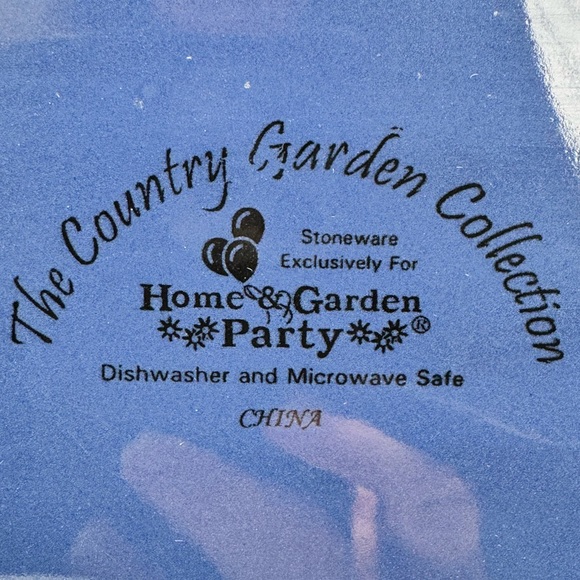 The Country Garden Collection
Stoneware
Exclusively For
Home & Garden
Party®
Dishwasher and Microwave Safe
CHINA